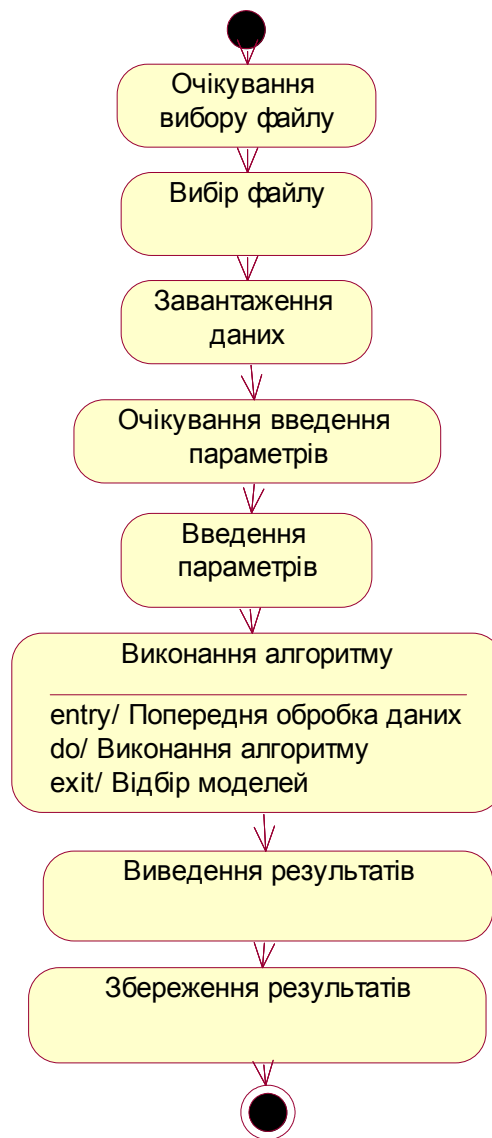 Очікування
вибору файлу
Вибір файлу
Завантаження
даних
Очікування введення
параметрів
Введення
параметрів
Виконання алгоритму
entry/ Попередня обробка даних
do/ Виконання алгоритму
exit/ Відбір моделей
Виведення результатів
Збереження результатів